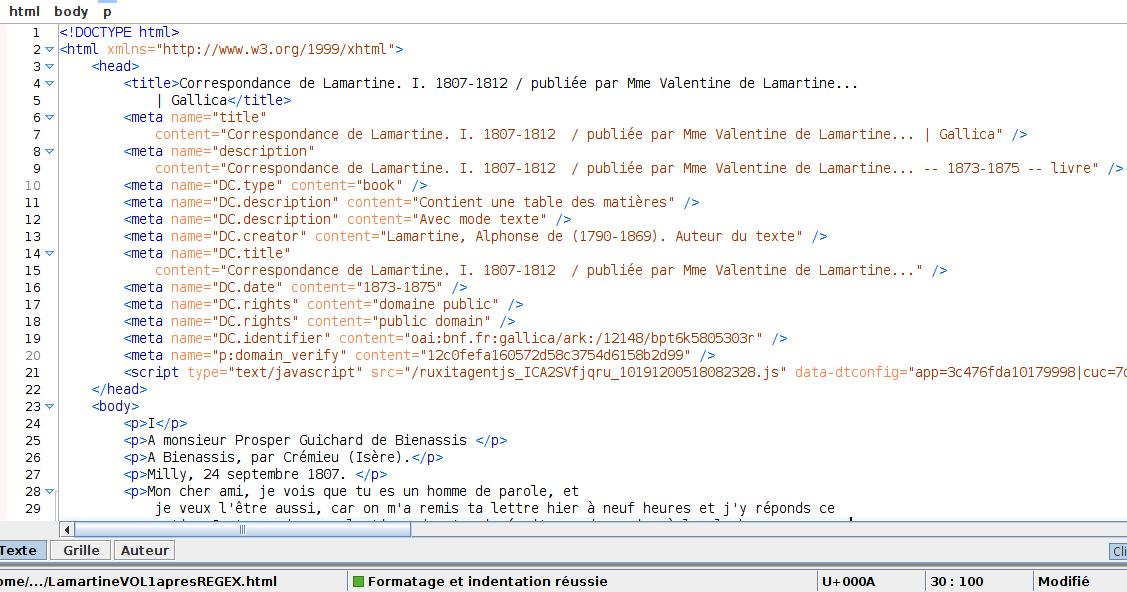 html body p
1 <!DOCTYPE html>
2 <html xmlns="http://www.w3.org/1999/xhtml">
3 <head>
4 <title>Correspondance de Lamartine. I. 1807-1812 / publiée par Mme Valentine de Lamartine...
5 | Gallica</title>
6 <meta name="title"
7 content="Correspondance de Lamartine. I. 1807-1812  / publiée par Mme Valentine de Lamartine... | Gallica" />
8 <meta name="description"
9 content="Correspondance de Lamartine. I. 1807-1812  / publiée par Mme Valentine de Lamartine... -- 1873-1875 -- livre" />
10 <meta name="DC.type" content="book" />
11 <meta name="DC.description" content="Contient une table des matières" />
12 <meta name="DC.description" content="Avec mode texte" />
13 <meta name="DC.creator" content="Lamartine, Alphonse de (1790-1869). Auteur du texte" />
14 <meta name="DC.title"
15 content="Correspondance de Lamartine. I. 1807-1812  / publiée par Mme Valentine de Lamartine..." />
16 <meta name="DC.date" content="1873-1875" />
17 <meta name="DC.rights" content="domaine public" />
18 <meta name="DC.rights" content="public domain" />
19 <meta name="DC.identifier" content="oai:bnf.fr:gallica/ark:/12148/bpt6k5805303r" />
20 <meta name="p:domain_verify" content="12c0fefa160572d58c3754d6158b2d99" />
21 <script type="text/javascript" src="/ruxitagentjs_ICA2SVfjqru_10191200518082328.js" data-dtconfig="app=3c476fda10179998|cuc=7
22 </head>
23 <body>
24 <p>I</p>
25 <p>A monsieur Prosper Guichard de Bienassis </p>
26 <p>A Bienassis, par Crémieu (Isère).</p>
27 <p>Milly, 24 septembre 1807. </p>
28 <p>Mon cher ami, je vois que tu es un homme de parole, et
29 je veux l'être aussi, car on m'a remis ta lettre hier à neuf heures et j'y réponds ce
Texte Grille Auteur Cli
ome/.../LamartineVOL1apresREGEX.html Formatage et indentation réussie U+000A 30 : 100 Modifié